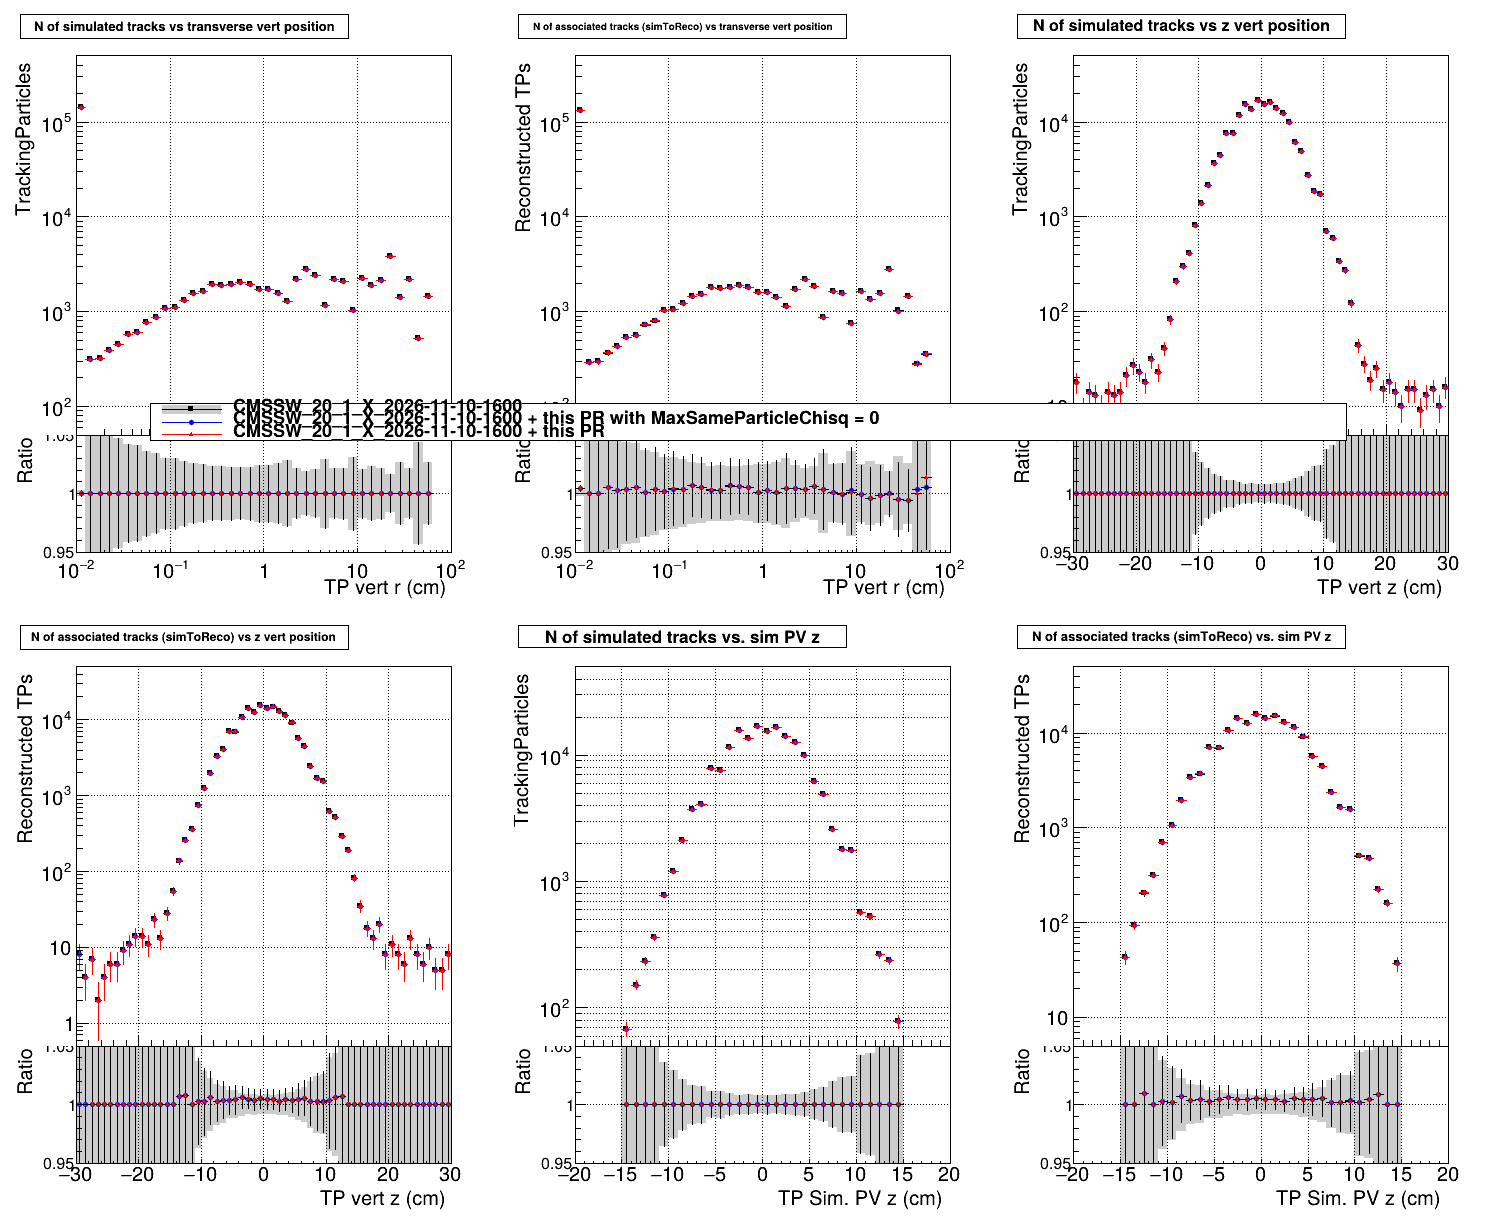 N of simulated tracks vs transverse vert position
N of associated tracks (simToReco) vs transverse vert position
N of simulated tracks vs z vert position
TrackingParticles
10^5
10^4
10^3
10^2
Ratio
1
0.95
10^−2
10^−1
1
10
10^2
TP vert r (cm)
Reconstructed TPs
10^5
10^4
10^3
Ratio
1
0.95
10^−2
10^−1
1
10
10^2
TP vert r (cm)
TrackingParticles
10^4
10^3
10^2
Ratio
1
0.95
−30
−20
−10
0
10
20
30
TP vert z (cm)
CMSSW_20_1_X_2026-11-10-1600
CMSSW_20_1_X_2026-11-10-1600 + this PR with MaxSameParticleChisq = 0
CMSSW_20_1_X_2026-11-10-1600 + this PR
N of associated tracks (simToReco) vs z vert position
N of simulated tracks vs. sim PV z
N of associated tracks (simToReco) vs. sim PV z
Reconstructed TPs
10^4
10^3
10^2
10
1
Ratio
1
0.95
−30
−20
−10
0
10
20
30
TP vert z (cm)
TrackingParticles
10^4
10^3
10^2
Ratio
1
0.95
−20
−15
−10
−5
0
5
10
15
20
TP Sim. PV z (cm)
Reconstructed TPs
10^4
10^3
10^2
10
Ratio
1
0.95
−20
−15
−10
−5
0
5
10
15
20
TP Sim. PV z (cm)